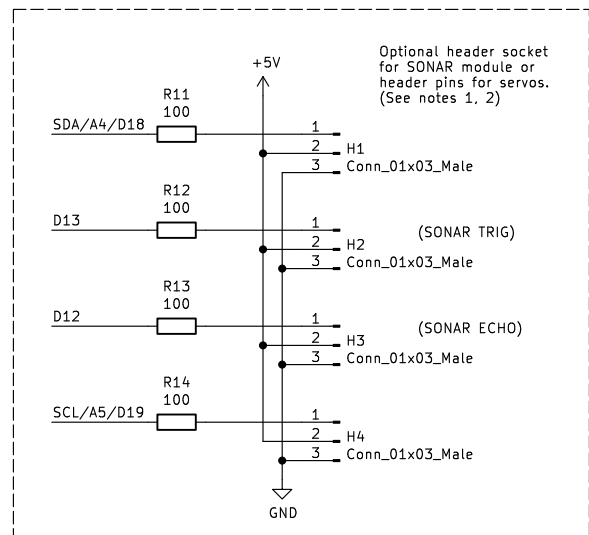 Optional header socket
for SONAR module or
header pins for servos.
(See notes 1, 2)
+5V
R11
100
SDA/A4/D18
1
2
3
H1
Conn_01x03_Male
R12
100
D13
1
2
3
(SONAR TRIG)
H2
Conn_01x03_Male
R13
100
D12
1
2
3
(SONAR ECHO)
H3
Conn_01x03_Male
R14
100
SCL/A5/D19
1
2
3
H4
Conn_01x03_Male
GND